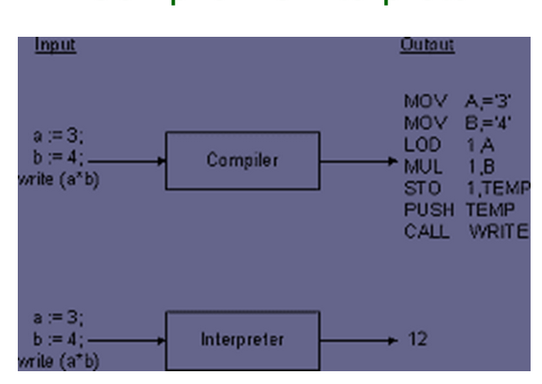 Input
Output
a := 3;
b := 4;
write (a*b)
Compiler
MOV A,='3'
MOV B,='4'
LOD 1,A
MUL 1,B
STO 1,TEMP
PUSH TEMP
CALL WRITE
a := 3;
b := 4;
write (a*b)
Interpreter
12